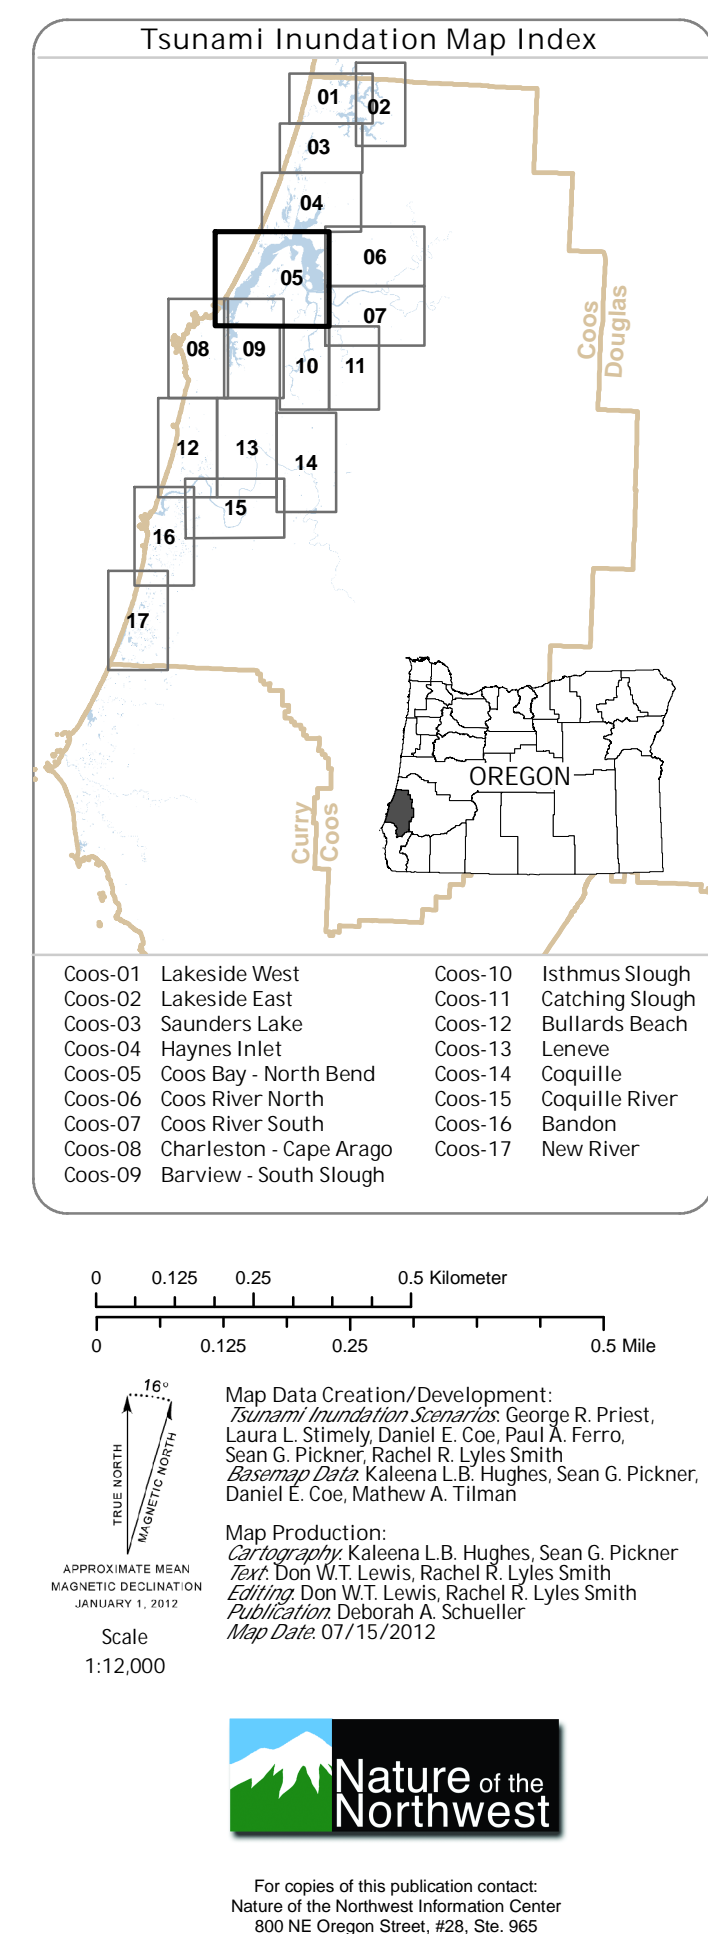 Tsunami Inundation Map Index
01
02
03
04
05
06
07
08
09
10
11
12
13
14
15
16
17
Coos
Douglas
Curry
Coos
OREGON
Coos-01 Lakeside West
Coos-02 Lakeside East
Coos-03 Saunders Lake
Coos-04 Haynes Inlet
Coos-05 Coos Bay - North Bend
Coos-06 Coos River North
Coos-07 Coos River South
Coos-08 Charleston - Cape Arago
Coos-09 Barview - South Slough
Coos-10 Isthmus Slough
Coos-11 Catching Slough
Coos-12 Bullards Beach
Coos-13 Leneve
Coos-14 Coquille
Coos-15 Coquille River
Coos-16 Bandon
Coos-17 New River
0 0.125 0.25 0.5 Kilometer
0 0.125 0.25 0.5 Mile
16°
TRUE NORTH
MAGNETIC NORTH
APPROXIMATE MEAN
MAGNETIC DECLINATION
JANUARY 1, 2012
Scale
1:12,000
Map Data Creation/Development:
Tsunami Inundation Scenarios: George R. Priest,
Laura L. Stimely, Daniel E. Coe, Paul A. Ferro,
Sean G. Pickner, Rachel R. Lyles Smith
Basemap Data: Kaleena L.B. Hughes, Sean G. Pickner,
Daniel E. Coe, Mathew A. Tilman
Map Production:
Cartography: Kaleena L.B. Hughes, Sean G. Pickner
Text: Don W.T. Lewis, Rachel R. Lyles Smith
Editing: Don W.T. Lewis, Rachel R. Lyles Smith
Publication: Deborah A. Schueller
Map Date: 07/15/2012
Nature of the
Northwest
For copies of this publication contact:
Nature of the Northwest Information Center
800 NE Oregon Street, #28, Ste. 965